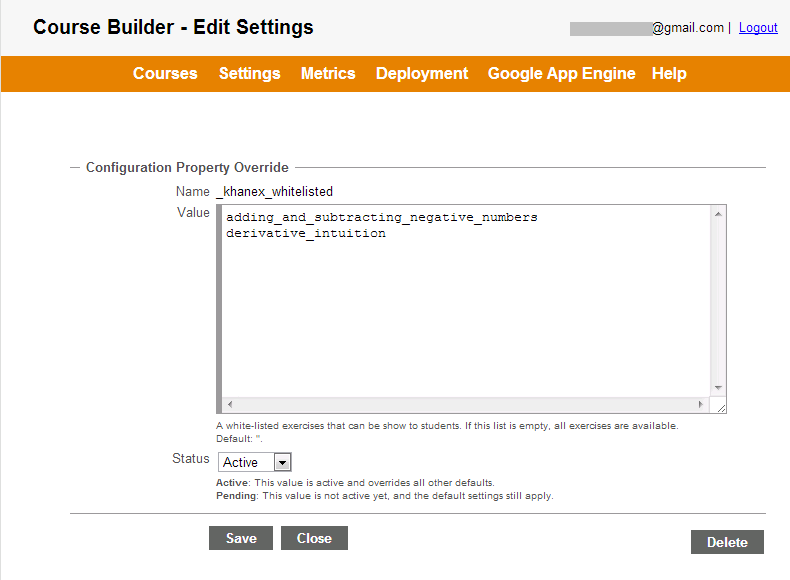 Course Builder - Edit Settings
@gmail.com | Logout
Courses Settings Metrics Deployment Google App Engine Help
Configuration Property Override
Name _khanex_whitelisted
Value
adding_and_subtracting_negative_numbers
derivative_intuition
A white-listed exercises that can be show to students. If this list is empty, all exercises are available.
Default: ''.
Status Active
Active: This value is active and overrides all other defaults.
Pending: This value is not active yet, and the default settings still apply.
Save Close Delete